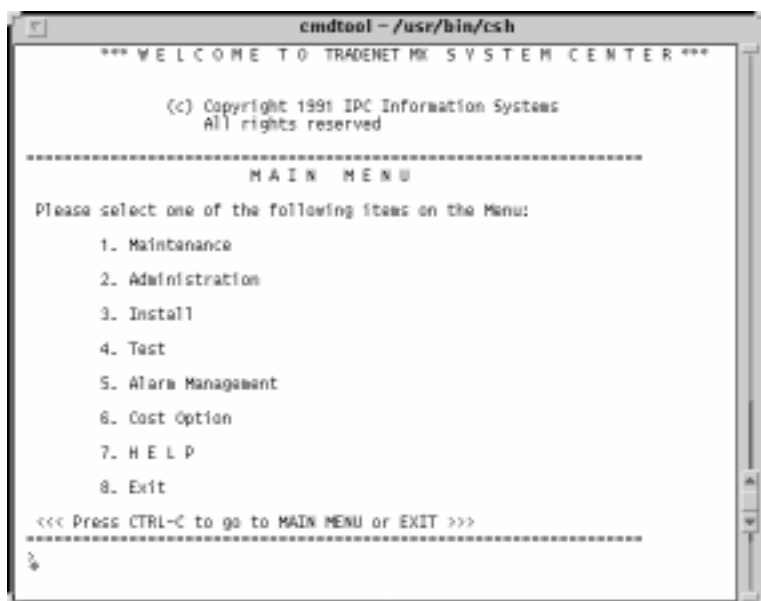 cmdtool - /usr/bin/csh
*** W E L C O M E T O TRADENET MX S Y S T E M C E N T E R ***
(c) Copyright 1991 IPC Information Systems
All rights reserved
M A I N M E N U
Please select one of the following items on the Menu:
1. Maintenance
2. Administration
3. Install
4. Test
5. Alarm Management
6. Cost Option
7. H E L P
8. Exit
<<< Press CTRL-C to go to MAIN MENU or EXIT >>>
>